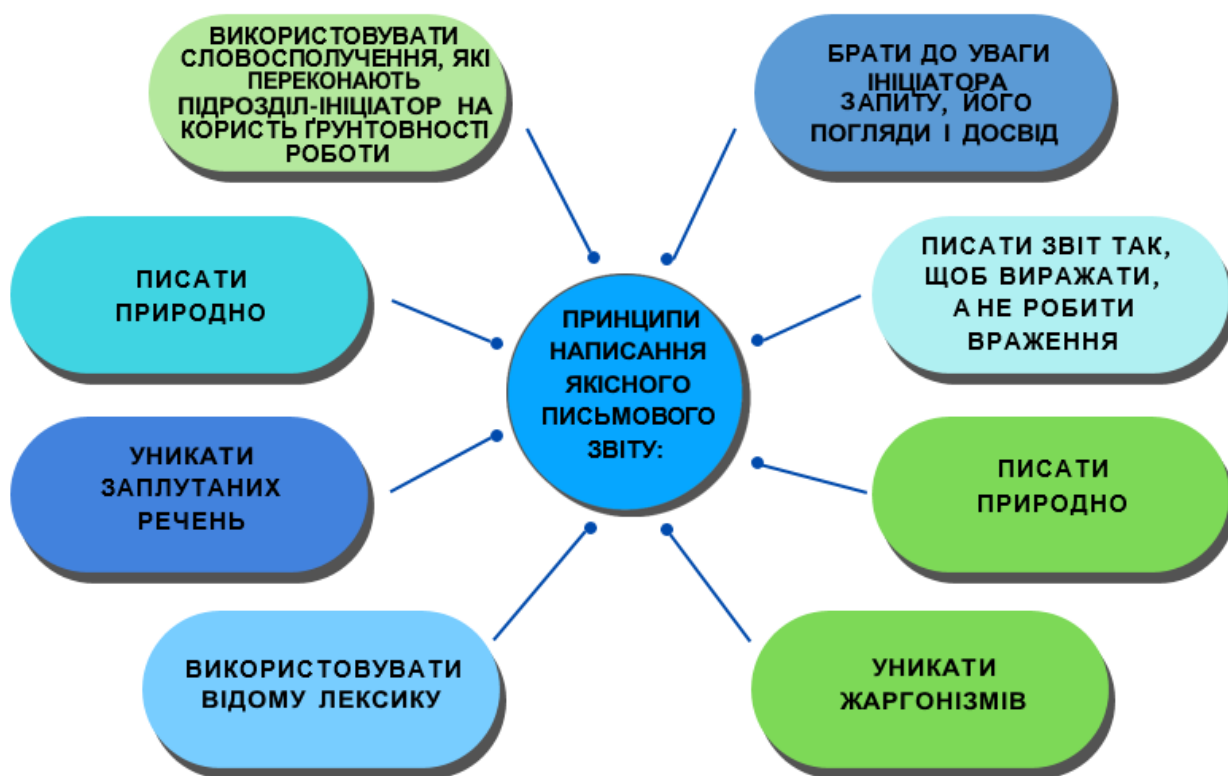 ВИКОРИСТОВУВАТИ
СЛОВОСПОЛУЧЕННЯ, ЯКІ
ПЕРЕКОНАЮТЬ
ПІДРОЗДІЛ-ІНІЦІАТОР НА
КОРИСТЬ ҐРУНТОВНОСТІ
РОБОТИ
БРАТИ ДО УВАГИ
ІНІЦІАТОРА
ЗАПИТУ, ЙОГО
ПОГЛЯДИ І ДОСВІД
ПИСАТИ
ПРИРОДНО
ПИСАТИ ЗВІТ ТАК,
ЩОБ ВИРАЖАТИ,
А НЕ РОБИТИ
ВРАЖЕННЯ
ПРИНЦИПИ
НАПИСАННЯ
ЯКІСНОГО
ПИСЬМОВОГО
ЗВІТУ:
УНИКАТИ
ЗАПЛУТАНИХ
РЕЧЕНЬ
ПИСАТИ
ПРИРОДНО
ВИКОРИСТОВУВАТИ
ВІДОМУ ЛЕКСИКУ
УНИКАТИ
ЖАРГОНІЗМІВ